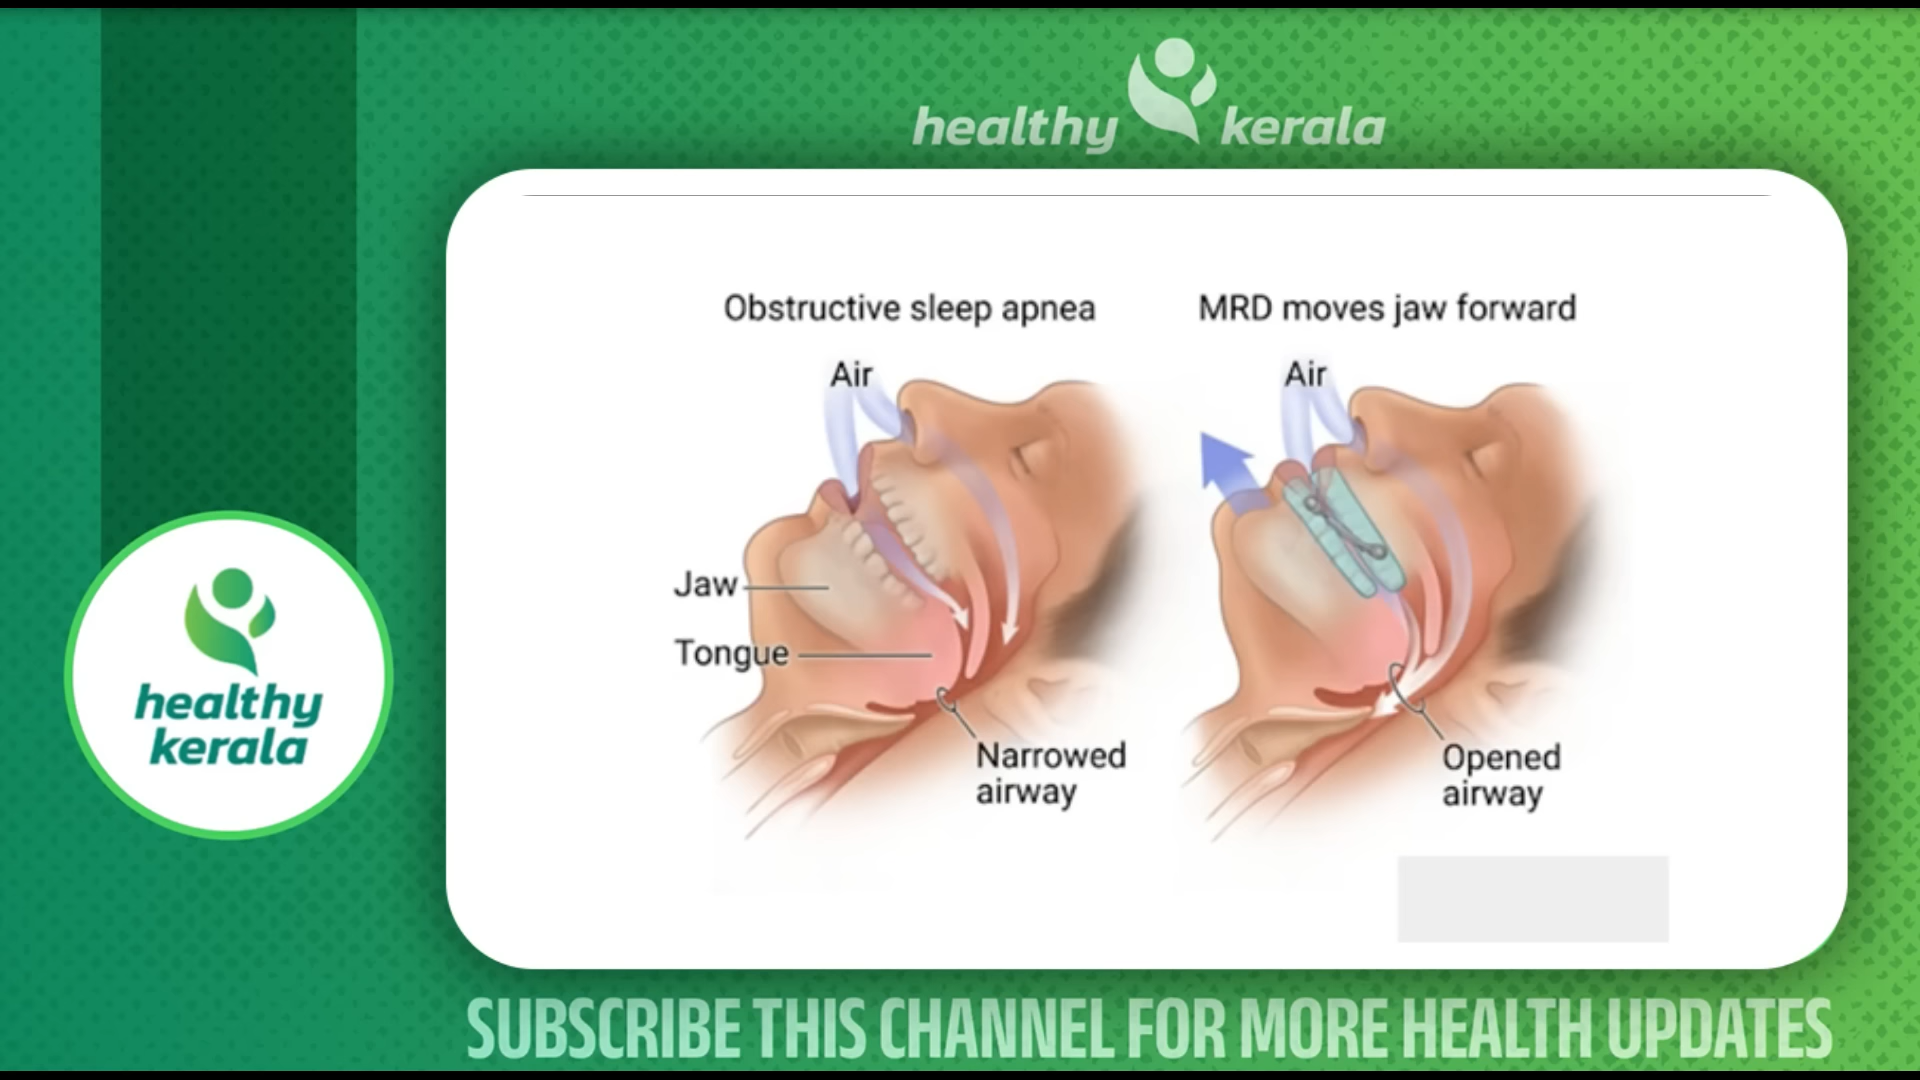 healthy kerala
Obstructive sleep apnea
Air
Jaw
Tongue
Narrowed
airway
MRD moves jaw forward
Air
Opened
airway
healthy
kerala
SUBSCRIBE THIS CHANNEL FOR MORE HEALTH UPDATES